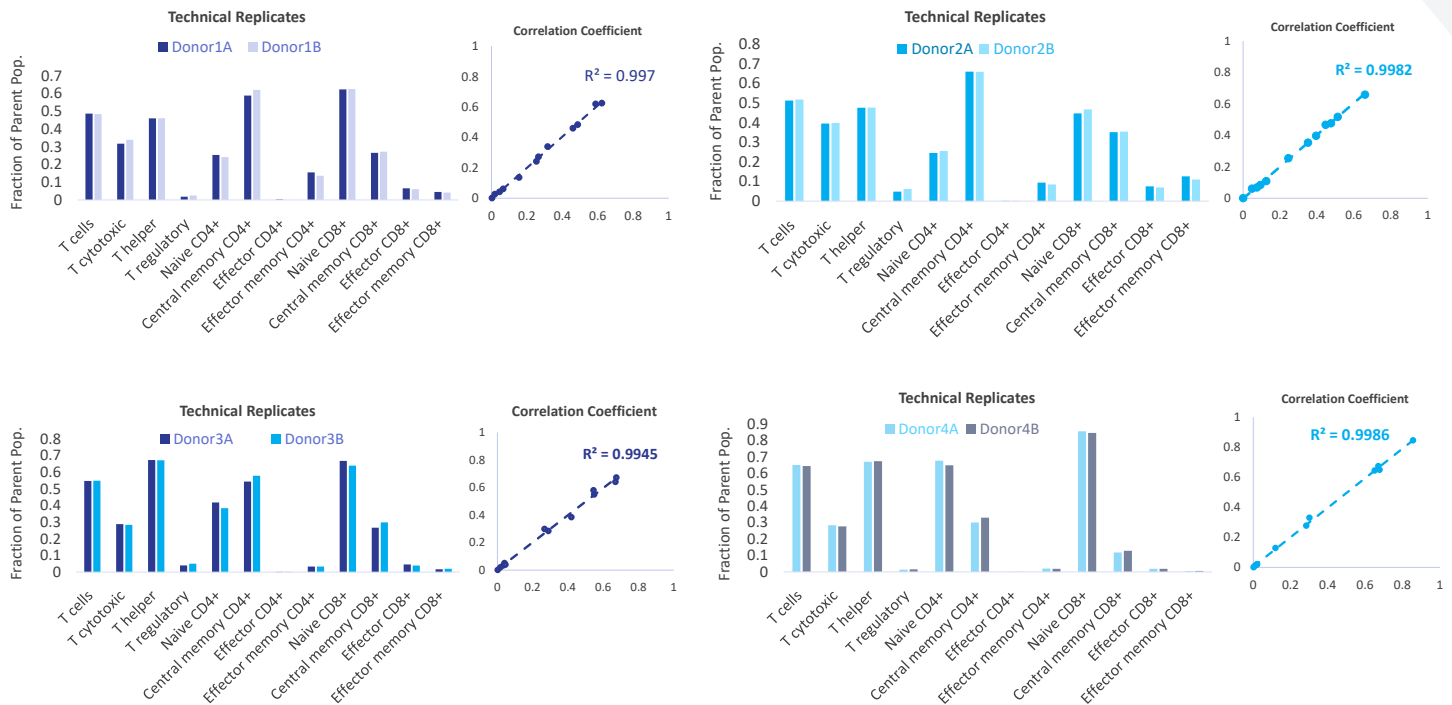 Technical Replicates
Donor1A Donor1B
Fraction of Parent Pop.
0.7
0.6
0.5
0.4
0.3
0.2
0.1
0
T cells
T cytotoxic
T helper
T regulatory
Naive CD4+
Central memory CD4+
Effector CD4+
Effector memory CD4+
Naive CD8+
Central memory CD8+
Effector CD8+
Effector memory CD8+
Correlation Coefficient
R² = 0.997
1
0.8
0.6
0.4
0.2
0
0 0.2 0.4 0.6 0.8 1
Technical Replicates
Donor2A Donor2B
Fraction of Parent Pop.
0.8
0.7
0.6
0.5
0.4
0.3
0.2
0.1
0
T cells
T cytotoxic
T helper
T regulatory
Naive CD4+
Central memory CD4+
Effector CD4+
Effector memory CD4+
Naive CD8+
Central memory CD8+
Effector CD8+
Effector memory CD8+
Correlation Coefficient
R² = 0.9982
1
0.8
0.6
0.4
0.2
0
0 0.2 0.4 0.6 0.8 1
Technical Replicates
Donor3A Donor3B
Fraction of Parent Pop.
0.8
0.7
0.6
0.5
0.4
0.3
0.2
0.1
0
T cells
T cytotoxic
T helper
T regulatory
Naive CD4+
Central memory CD4+
Effector CD4+
Effector memory CD4+
Naive CD8+
Central memory CD8+
Effector CD8+
Effector memory CD8+
Correlation Coefficient
R² = 0.9945
1
0.8
0.6
0.4
0.2
0
0 0.2 0.4 0.6 0.8 1
Technical Replicates
Donor4A Donor4B
Fraction of Parent Pop.
0.9
0.8
0.7
0.6
0.5
0.4
0.3
0.2
0.1
0
T cells
T cytotoxic
T helper
T regulatory
Naive CD4+
Central memory CD4+
Effector CD4+
Effector memory CD4+
Naive CD8+
Central memory CD8+
Effector CD8+
Effector memory CD8+
Correlation Coefficient
R² = 0.9986
1
0.8
0.6
0.4
0.2
0
0 0.2 0.4 0.6 0.8 1